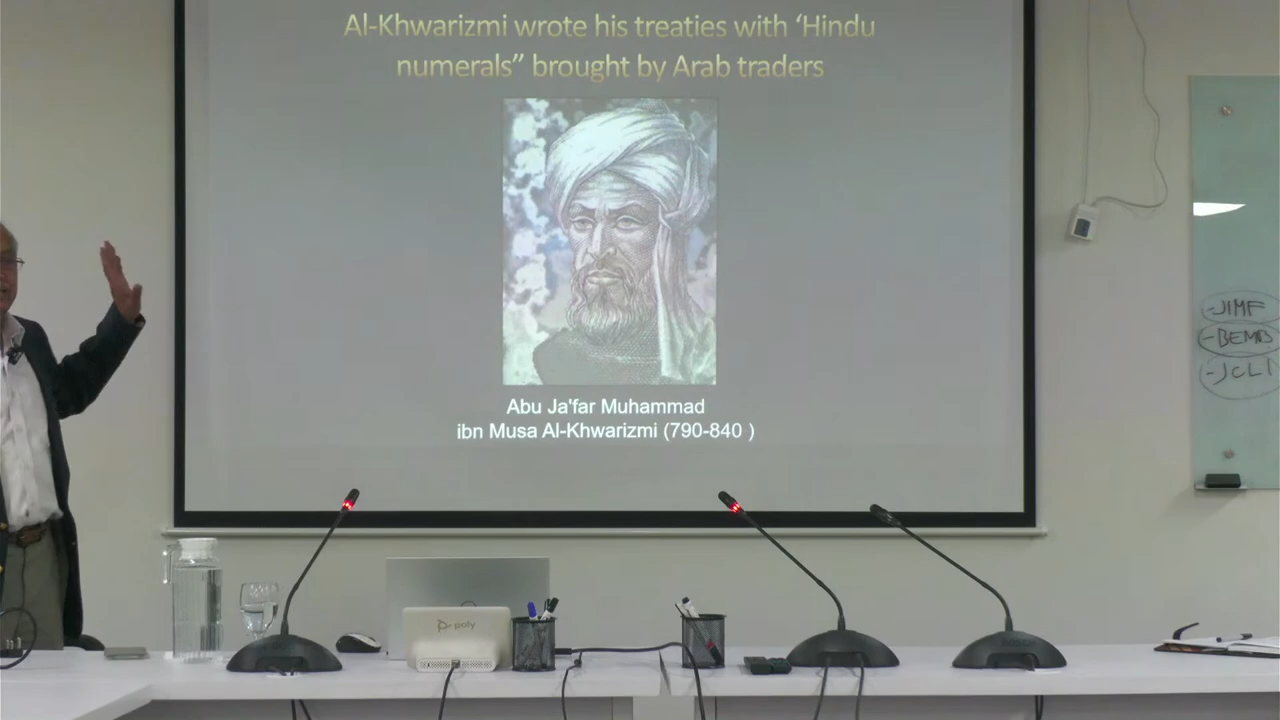 Al-Khwarizmi wrote his treaties with ‘Hindu
numerals” brought by Arab traders
Abu Ja'far Muhammad
ibn Musa Al-Khwarizmi (790-840 )
-JIMF
-BEMB
-JCLI
poly